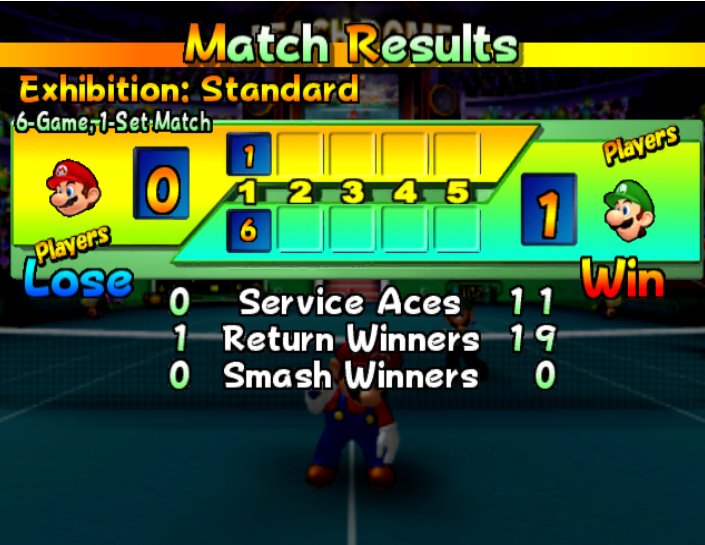 Match Results
Exhibition: Standard
6-Game, 1-Set Match
Players
0
1
1 2 3 4 5
6
1
Players
Lose
Win
0 Service Aces 11
1 Return Winners 19
0 Smash Winners 0